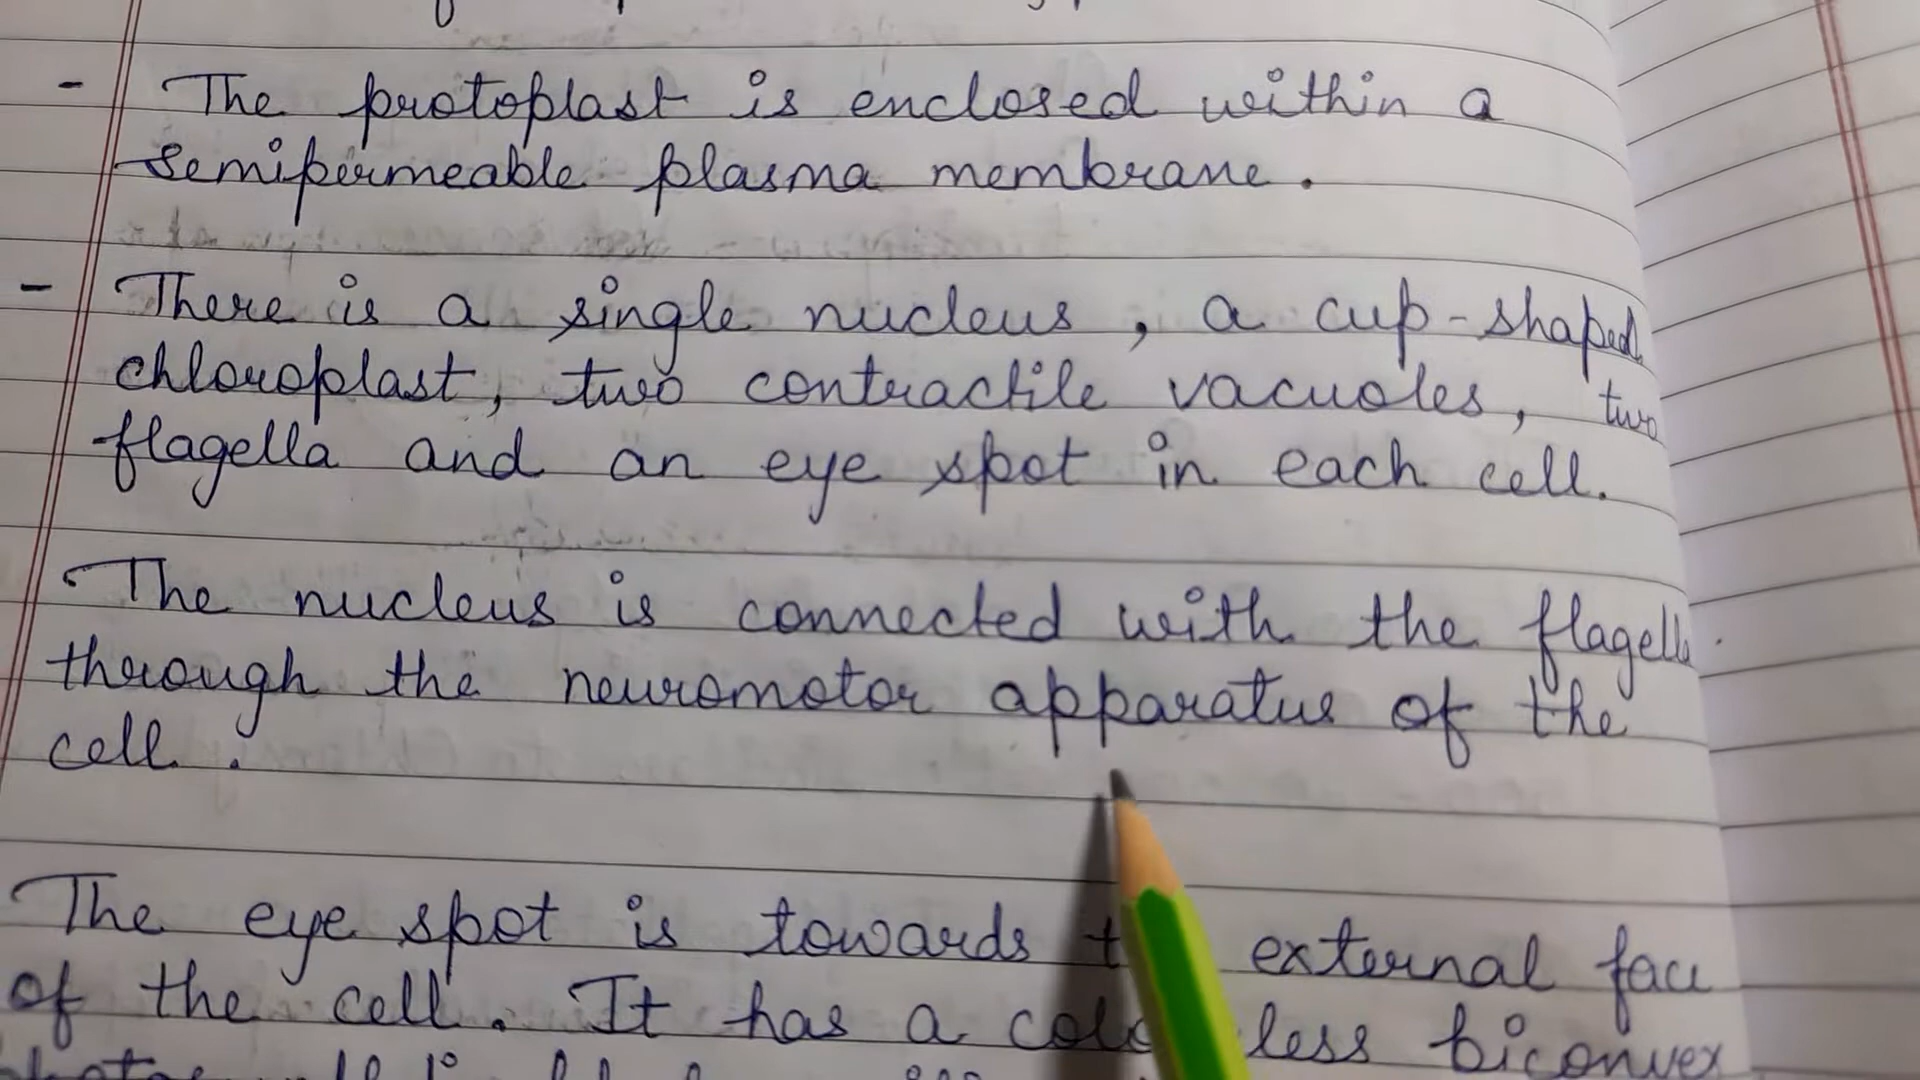 - The protoplast is enclosed within a
semipermeable plasma membrane.
- There is a single nucleus, a cup-shaped
chloroplast, two contractile vacuoles, two
flagella and an eye spot in each cell.
The nucleus is connected with the flagella
through the neuromotor apparatus of the
cell.
The eye spot is towards external face
of the cell. It has a biconvex